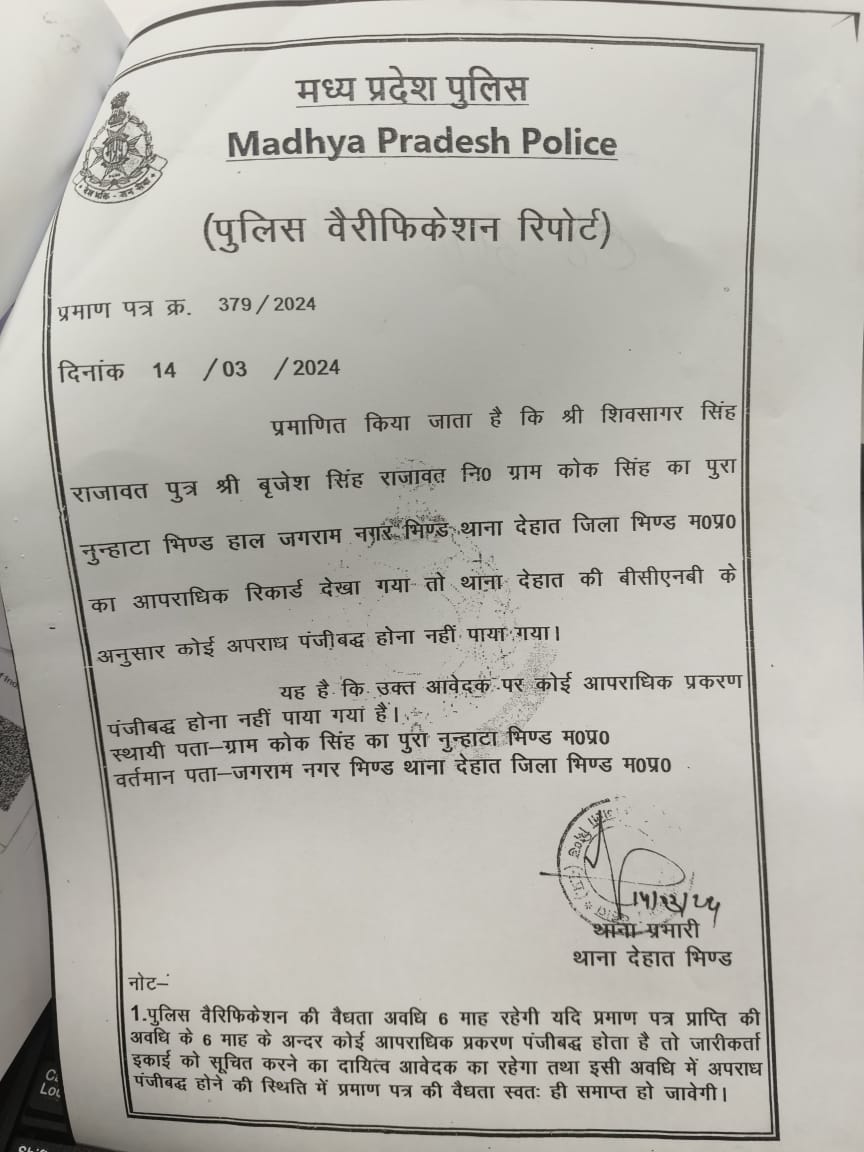 मध्य प्रदेश पुलिस
Madhya Pradesh Police
देश भक्ति - जन सेवा
(पुलिस वैरीफिकेशन रिपोर्ट)
प्रमाण पत्र क्र. 379/2024
दिनांक 14 /03 /2024
प्रमाणित किया जाता है कि श्री शिवसागर सिंह
राजावत पुत्र श्री बृजेश सिंह राजावत नि0 ग्राम कोक सिंह का पुरा
नुन्हाटा भिण्ड हाल जगराम नगर भिण्ड थाना देहात जिला भिण्ड म0प्र0
का आपराधिक रिकार्ड देखा गया तो थाना देहात की बीसीएनबी के
अनुसार कोई अपराध पंजीबद्ध होना नहीं पाया गया।
यह है कि उक्त आवेदक पर कोई आपराधिक प्रकरण
पंजीबद्ध होना नहीं पाया गया हैं।
स्थायी पता–ग्राम कोक सिंह का पुरा नुन्हाटा भिण्ड म0प्र0
वर्तमान पता–जगराम नगर भिण्ड थाना देहात जिला भिण्ड म0प्र0
14/03/24
थाना प्रभारी
थाना देहात भिण्ड
नोट–
1.पुलिस वैरिफिकेशन की वैधता अवधि 6 माह रहेगी यदि प्रमाण पत्र प्राप्ति की
अवधि के 6 माह के अन्दर कोई आपराधिक प्रकरण पंजीबद्ध होता है तो जारीकर्ता
इकाई को सूचित करने का दायित्व आवेदक का रहेगा तथा इसी अवधि में अपराध
पंजीबद्ध होने की स्थिति में प्रमाण पत्र की वैधता स्वतः ही समाप्त हो जावेगी।